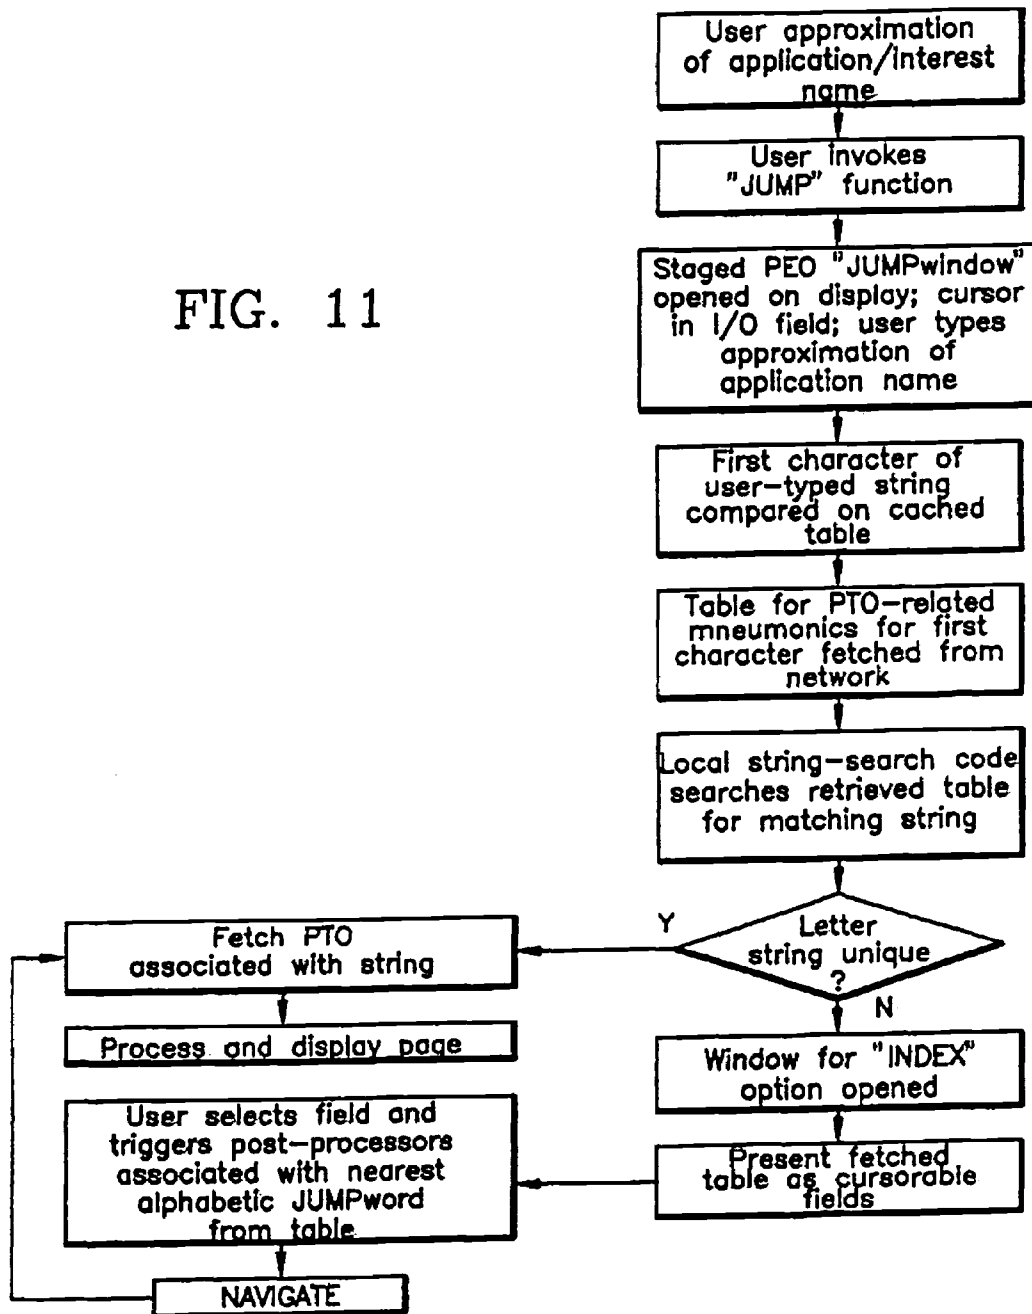 FIG. 11
User approximation
of application/interest
name
User invokes
"JUMP" function
Staged PEO "JUMPwindow"
opened on display; cursor
in I/O field; user types
approximation of
application name
First character of
user-typed string
compared on cached
table
Table for PTO-related
mneumonics for first
character fetched from
network
Local string-search code
searches retrieved table
for matching string
Letter
string unique
?
Y
N
Fetch PTO
associated with string
Process and display page
Window for "INDEX"
option opened
Present fetched
table as cursorable
fields
User selects field and
triggers post-processors
associated with nearest
alphabetic JUMPword
from table
NAVIGATE